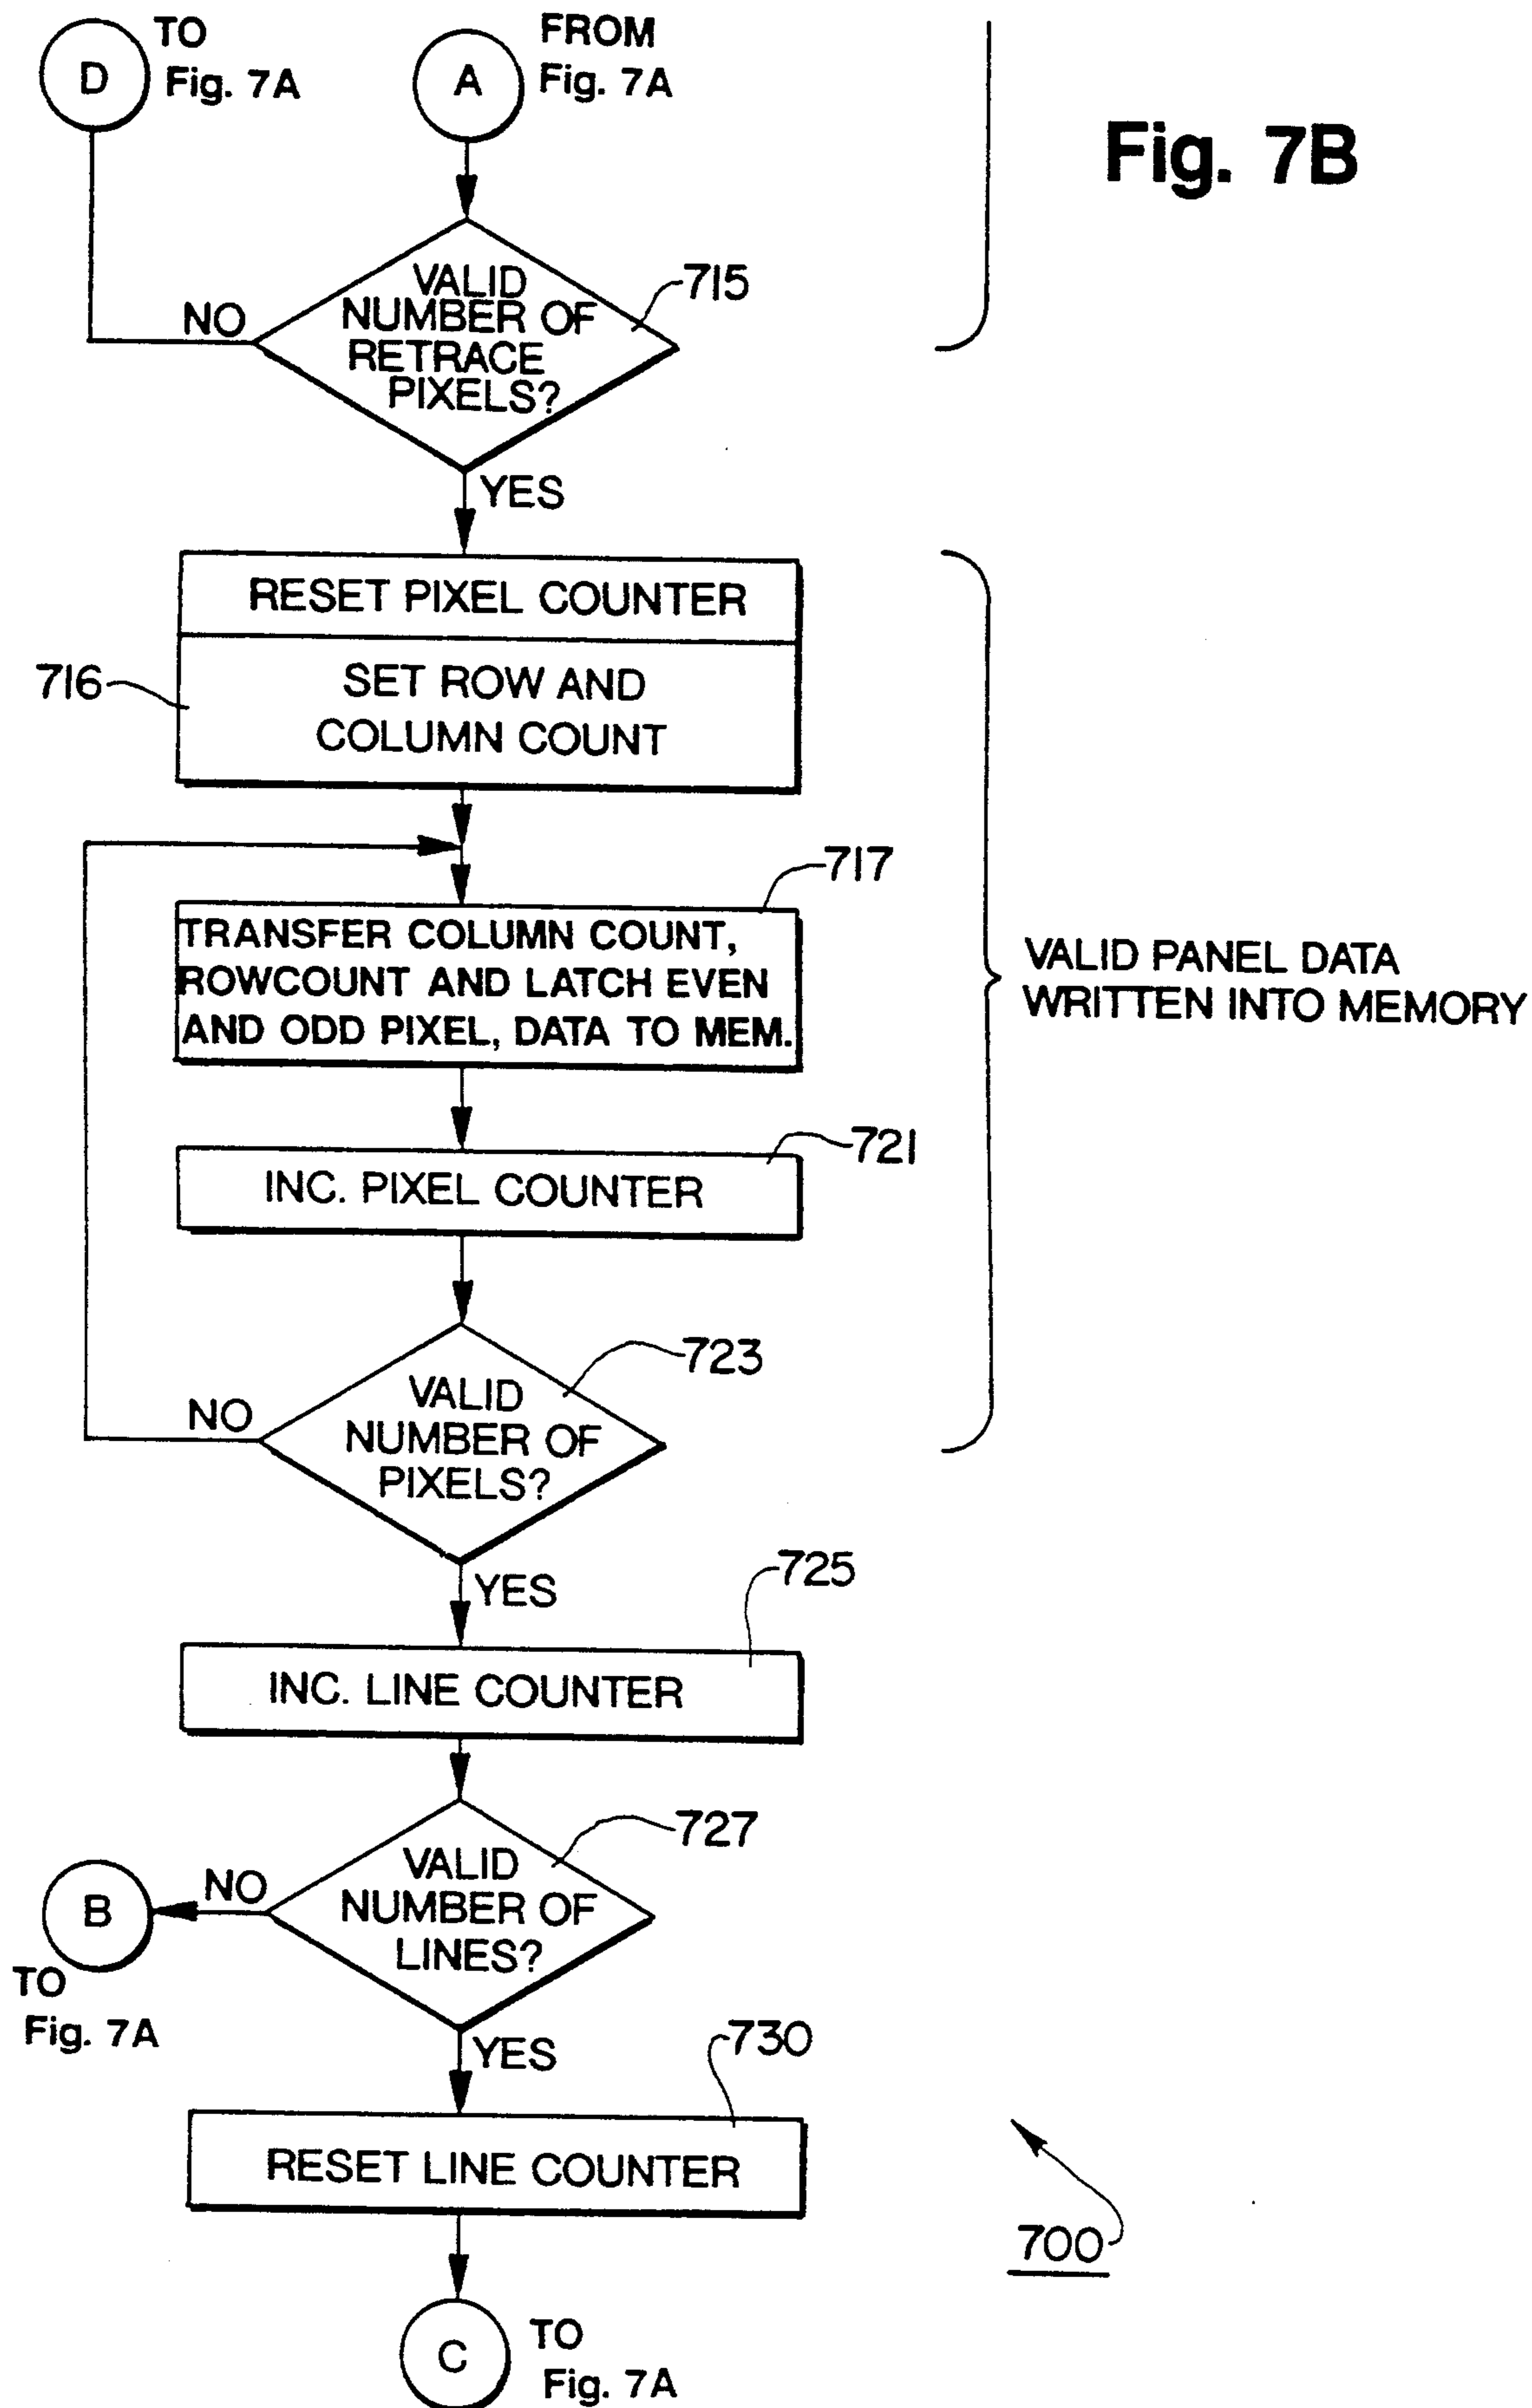 D
TO
Fig. 7A
A
FROM
Fig. 7A
Fig. 7B
VALID
NUMBER OF
RETRACE
PIXELS?
715
NO
YES
RESET PIXEL COUNTER
716
SET ROW AND
COLUMN COUNT
717
TRANSFER COLUMN COUNT,
ROWCOUNT AND LATCH EVEN
AND ODD PIXEL, DATA TO MEM.
VALID PANEL DATA
WRITTEN INTO MEMORY
721
INC. PIXEL COUNTER
723
VALID
NUMBER OF
PIXELS?
NO
YES
725
INC. LINE COUNTER
727
VALID
NUMBER OF
LINES?
NO
B
TO
Fig. 7A
YES
730
RESET LINE COUNTER
700
C
TO
Fig. 7A